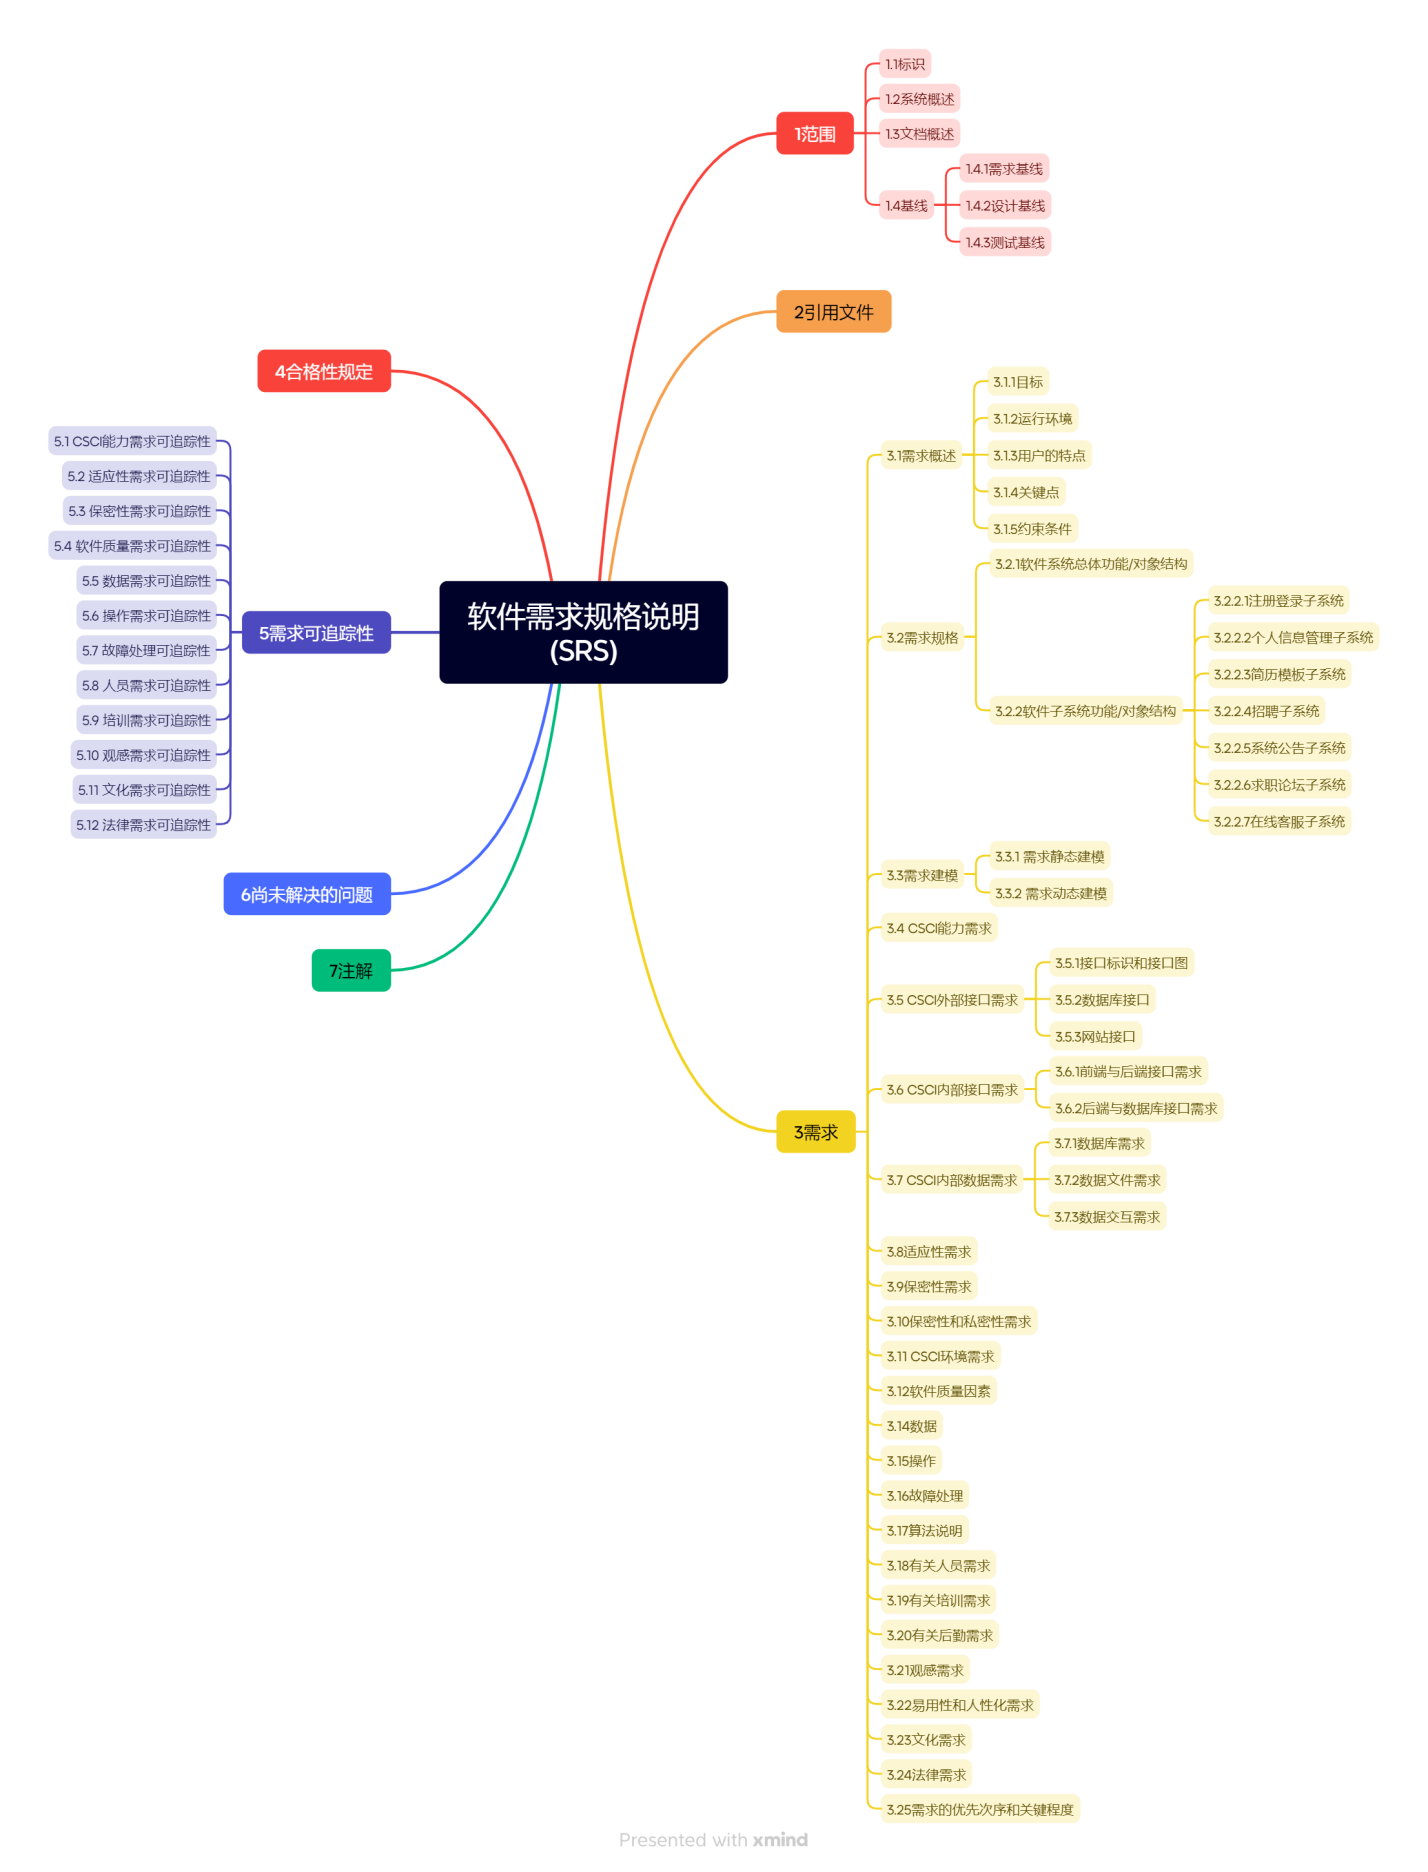 软件需求规格说明
(SRS)
1范围
1.1标识
1.2系统概述
1.3文档概述
1.4基线
1.4.1需求基线
1.4.2设计基线
1.4.3测试基线
2引用文件
3需求
3.1需求概述
3.1.1目标
3.1.2运行环境
3.1.3用户的特点
3.1.4关键点
3.1.5约束条件
3.2需求规格
3.2.1软件系统总体功能/对象结构
3.2.2软件子系统功能/对象结构
3.2.2.1注册登录子系统
3.2.2.2个人信息管理子系统
3.2.2.3简历模板子系统
3.2.2.4招聘子系统
3.2.2.5系统公告子系统
3.2.2.6求职论坛子系统
3.2.2.7在线客服子系统
3.3需求建模
3.3.1 需求静态建模
3.3.2 需求动态建模
3.4 CSCI能力需求
3.5 CSCI外部接口需求
3.5.1接口标识和接口图
3.5.2数据库接口
3.5.3网站接口
3.6 CSCI内部接口需求
3.6.1前端与后端接口需求
3.6.2后端与数据库接口需求
3.7 CSCI内部数据需求
3.7.1数据库需求
3.7.2数据文件需求
3.7.3数据交互需求
3.8适应性需求
3.9保密性需求
3.10保密性和私密性需求
3.11 CSCI环境需求
3.12软件质量因素
3.14数据
3.15操作
3.16故障处理
3.17算法说明
3.18有关人员需求
3.19有关培训需求
3.20有关后勤需求
3.21观感需求
3.22易用性和人性化需求
3.23文化需求
3.24法律需求
3.25需求的优先次序和关键程度
4合格性规定
5需求可追踪性
5.1 CSCI能力需求可追踪性
5.2 适应性需求可追踪性
5.3 保密性需求可追踪性
5.4 软件质量需求可追踪性
5.5 数据需求可追踪性
5.6 操作需求可追踪性
5.7 故障处理可追踪性
5.8 人员需求可追踪性
5.9 培训需求可追踪性
5.10 观感需求可追踪性
5.11 文化需求可追踪性
5.12 法律需求可追踪性
6尚未解决的问题
7注解
Presented with xmind